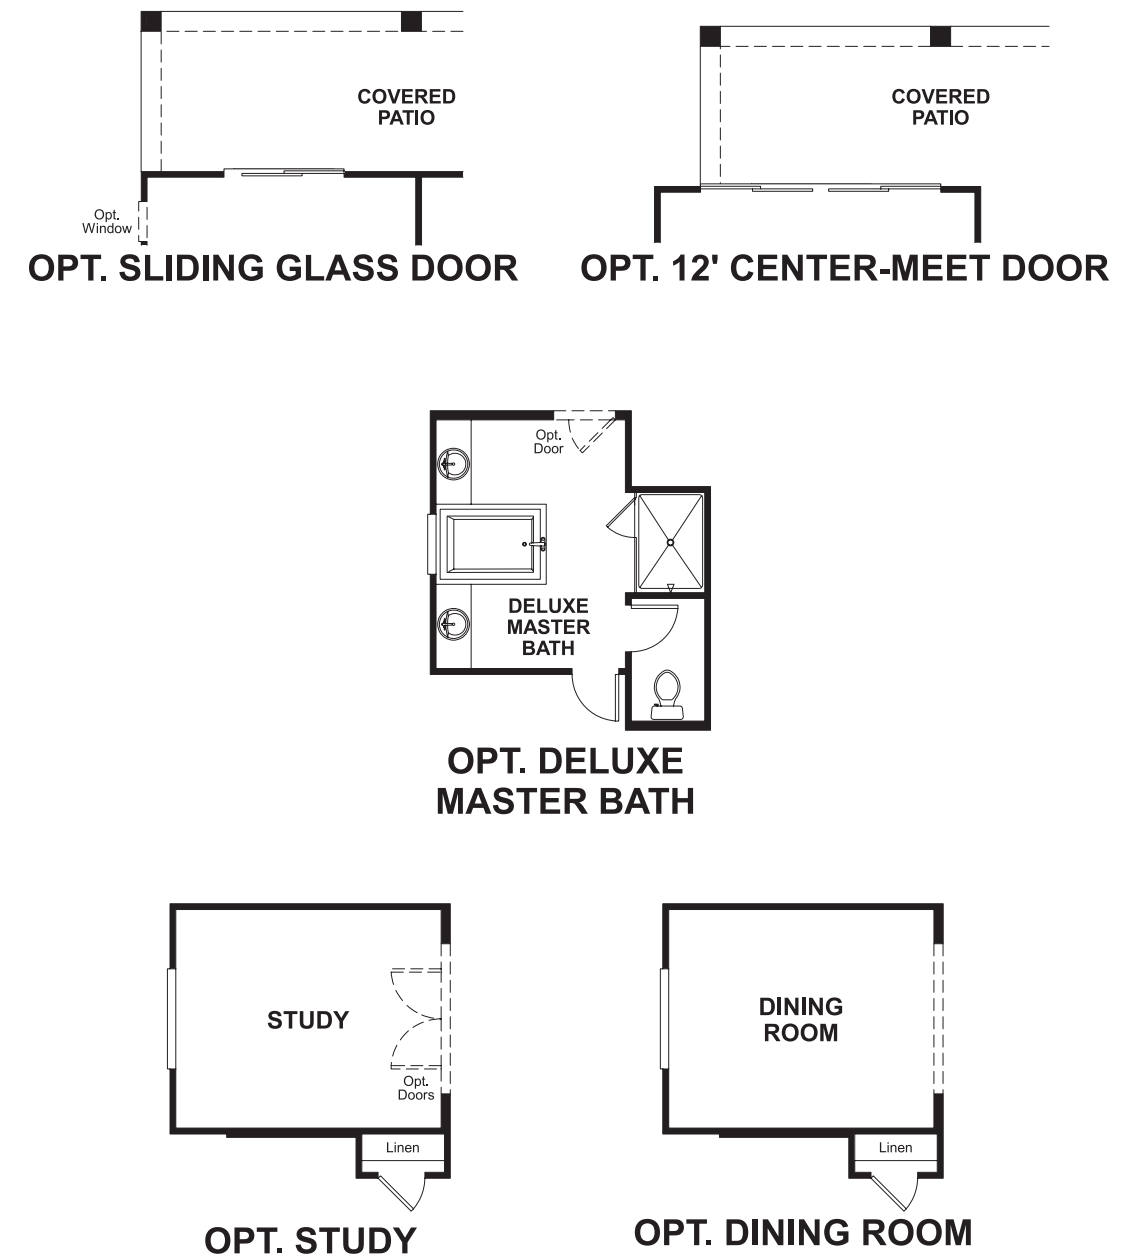 COVERED
PATIO
Opt.
Window
OPT. SLIDING GLASS DOOR
COVERED
PATIO
OPT. 12' CENTER-MEET DOOR
Opt.
Door
DELUXE
MASTER
BATH
OPT. DELUXE
MASTER BATH
STUDY
Opt.
Doors
Linen
OPT. STUDY
DINING
ROOM
Linen
OPT. DINING ROOM